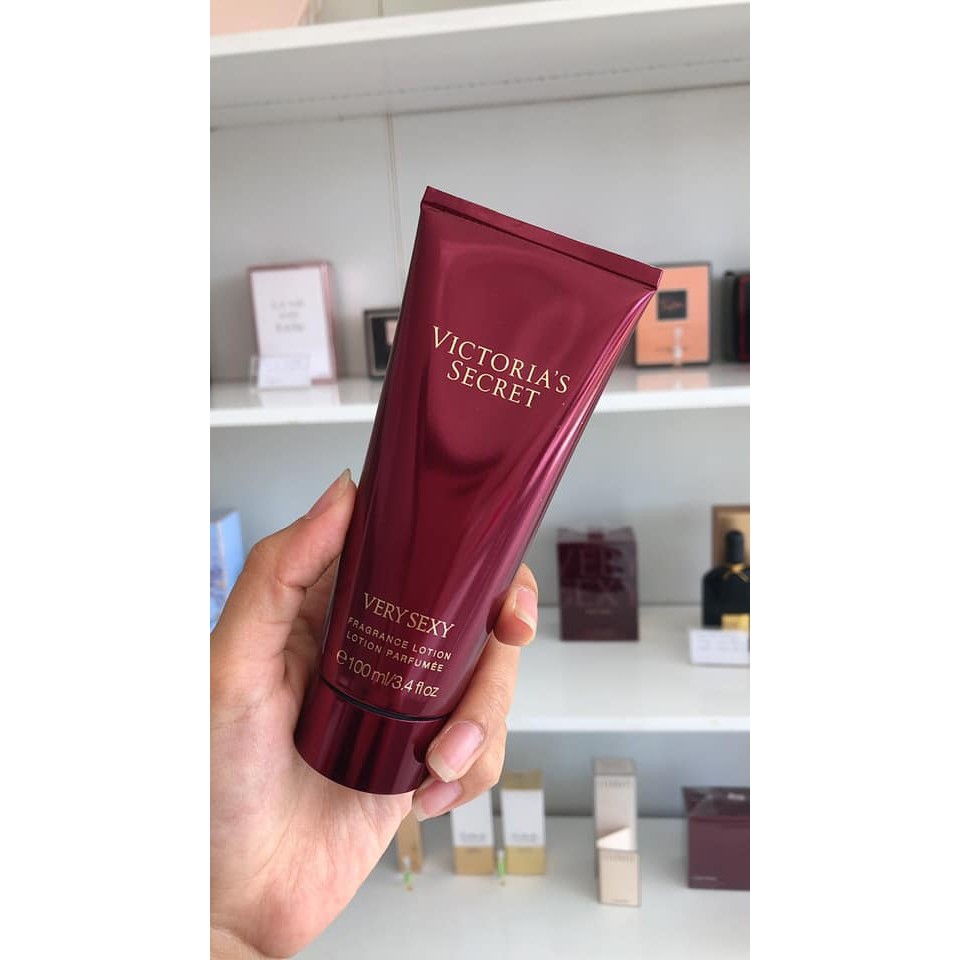 VICTORIA'S
SECRET
VERY SEXY
FRAGRANCE LOTION
LOTION PARFUMÉE
℮100 ml/3.4 fl oz